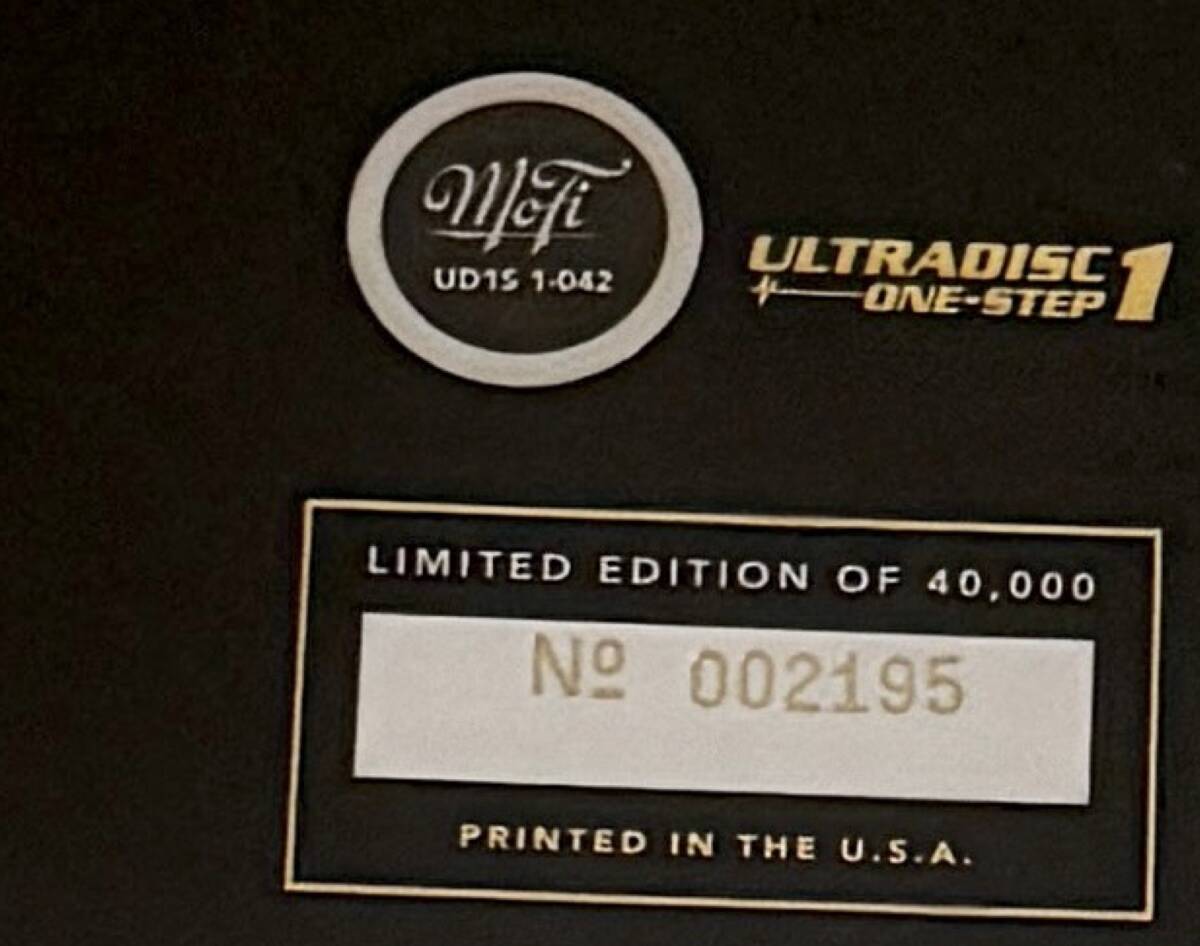 MoFi
UD1S 1-042
ULTRADISC 1
ONE-STEP
LIMITED EDITION OF 40,000
Nº 002195
PRINTED IN THE U.S.A.